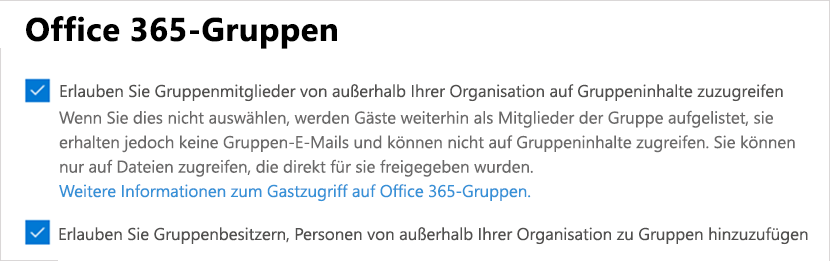 Office 365-Gruppen
Erlauben Sie Gruppenmitglieder von außerhalb Ihrer Organisation auf Gruppeninhalte zuzugreifen
Wenn Sie dies nicht auswählen, werden Gäste weiterhin als Mitglieder der Gruppe aufgelistet, sie
erhalten jedoch keine Gruppen-E-Mails und können nicht auf Gruppeninhalte zugreifen. Sie können
nur auf Dateien zugreifen, die direkt für sie freigegeben wurden.
Weitere Informationen zum Gastzugriff auf Office 365-Gruppen.
Erlauben Sie Gruppenbesitzern, Personen von außerhalb Ihrer Organisation zu Gruppen hinzuzufügen